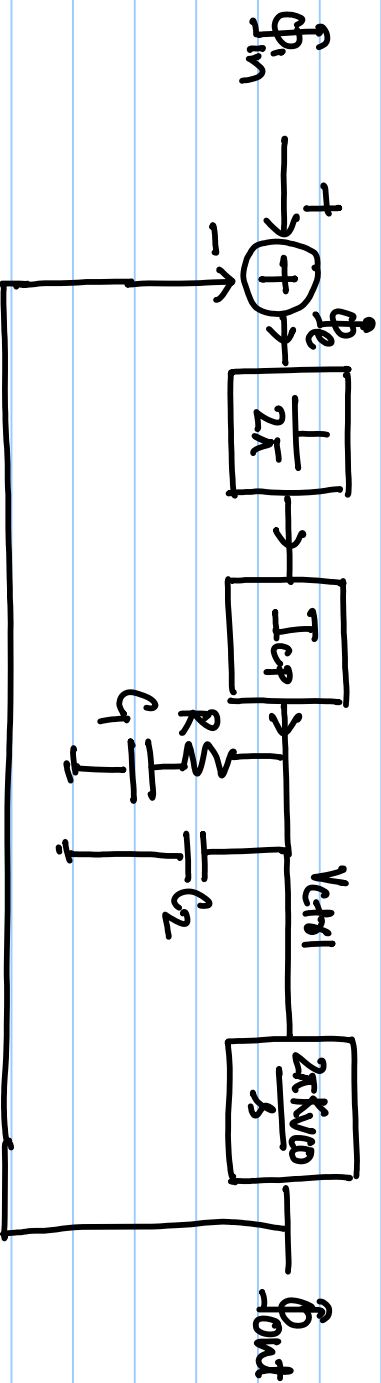 Φin
+
-
Φe
1/2π
ICP
R
C1
C2
Vctrl
2πKVCO/s
Φout